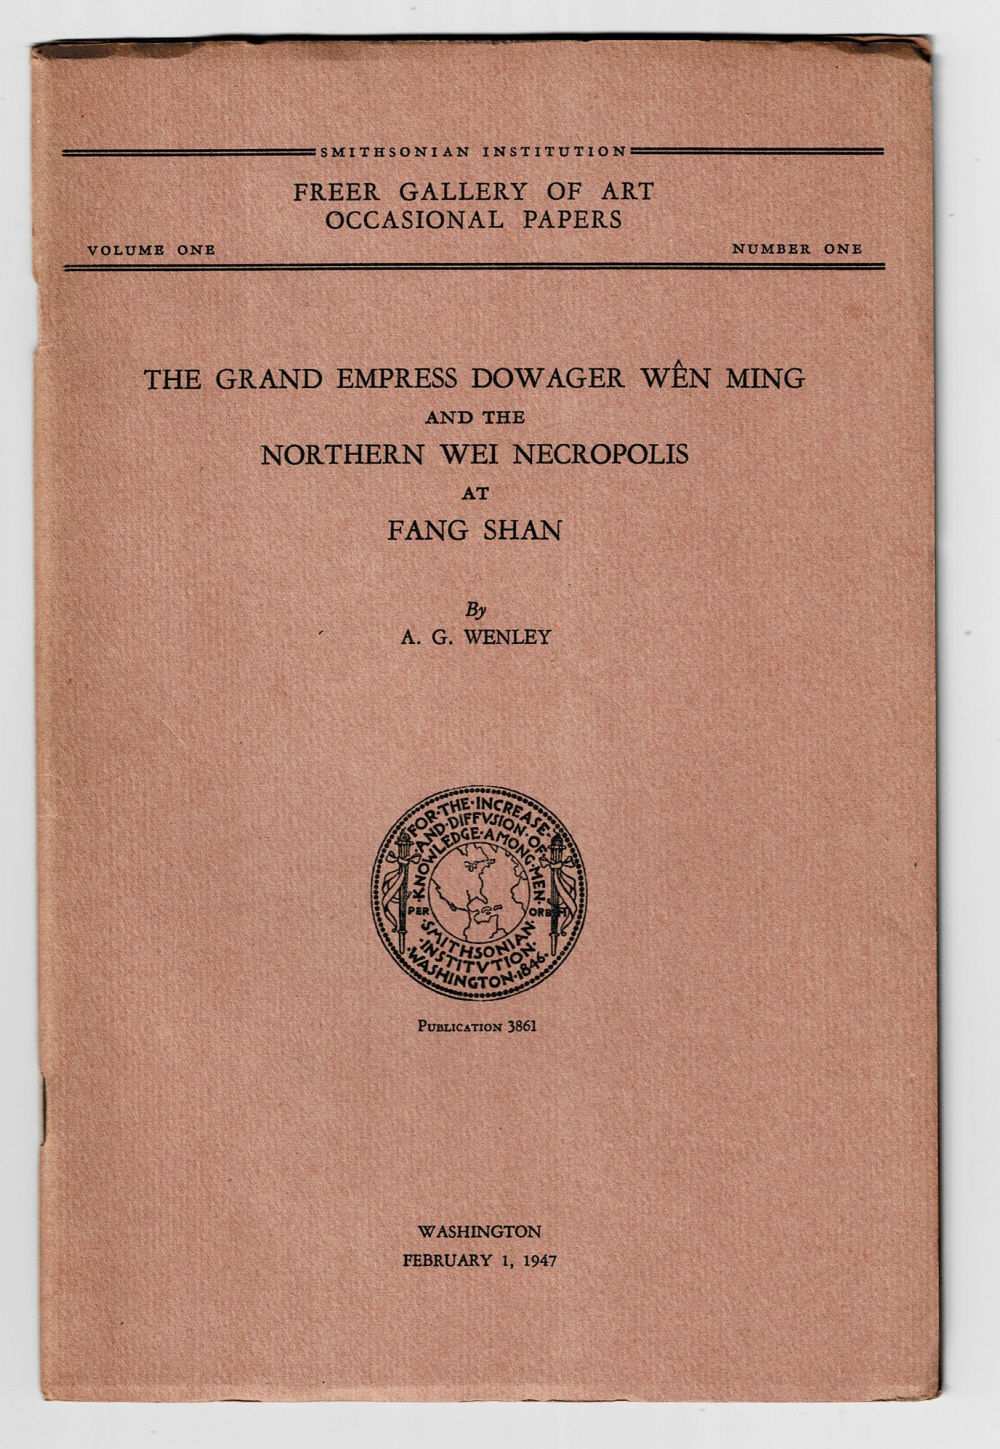 SMITHSONIAN INSTITUTION
FREER GALLERY OF ART
OCCASIONAL PAPERS
VOLUME ONE
NUMBER ONE
THE GRAND EMPRESS DOWAGER WÊN MING
AND THE
NORTHERN WEI NECROPOLIS
AT
FANG SHAN
By
A. G. WENLEY
FOR·THE·INCREASE·
·AND·DIFFVSION·OF·
KNOWLEDGE·AMONG·MEN·
PER ORBEM
·SMITHSONIAN·
·INSTITVTION·
·WASHINGTON·1846·
PUBLICATION 3861
WASHINGTON
FEBRUARY 1, 1947